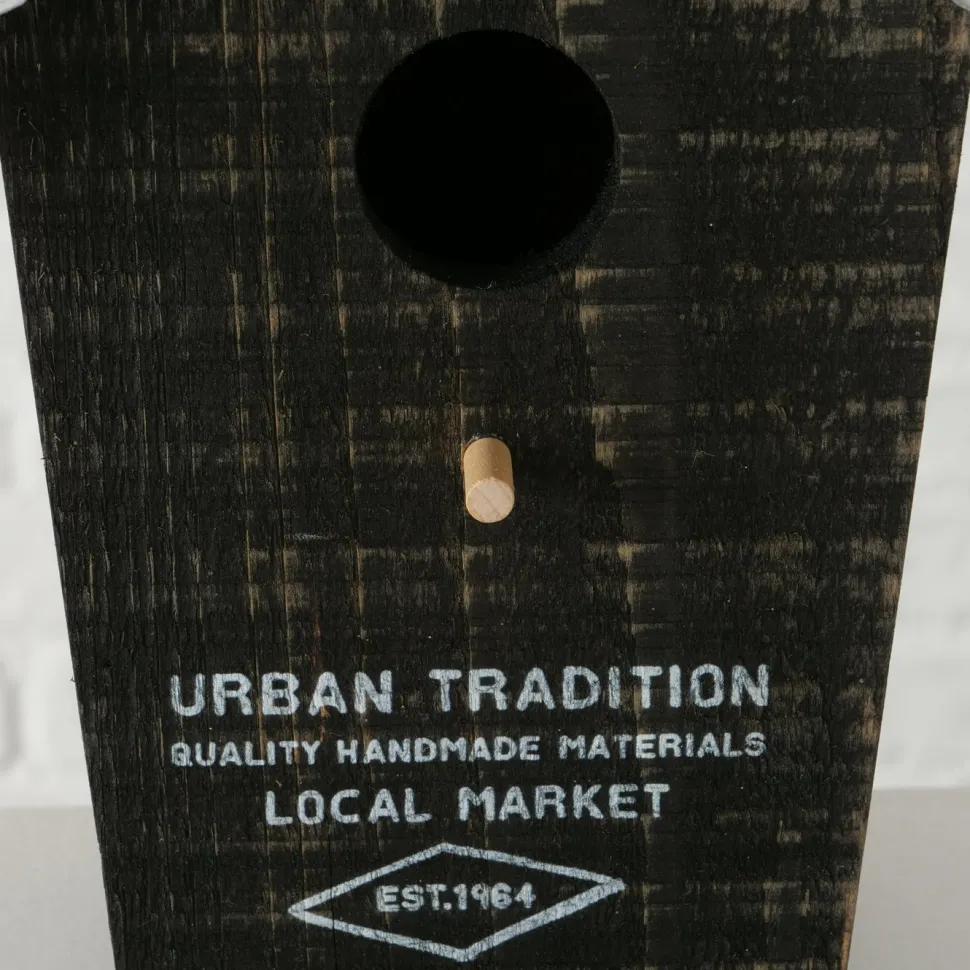 URBAN TRADITION
QUALITY HANDMADE MATERIALS
LOCAL MARKET
EST.1964